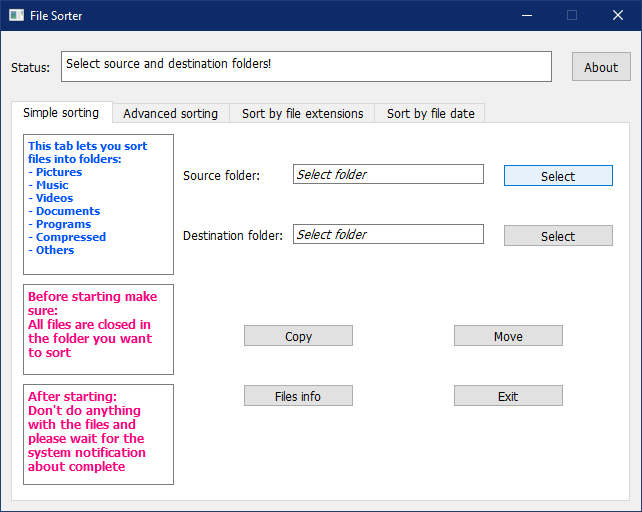 File Sorter
Status:
Select source and destination folders!
About
Simple sorting
Advanced sorting
Sort by file extensions
Sort by file date
This tab lets you sort
files into folders:
- Pictures
- Music
- Videos
- Documents
- Programs
- Compressed
- Others
Source folder:
Select folder
Select
Destination folder:
Select folder
Select
Before starting make
sure:
All files are closed in
the folder you want
to sort
Copy
Move
After starting:
Don't do anything
with the files and
please wait for the
system notification
about complete
Files info
Exit